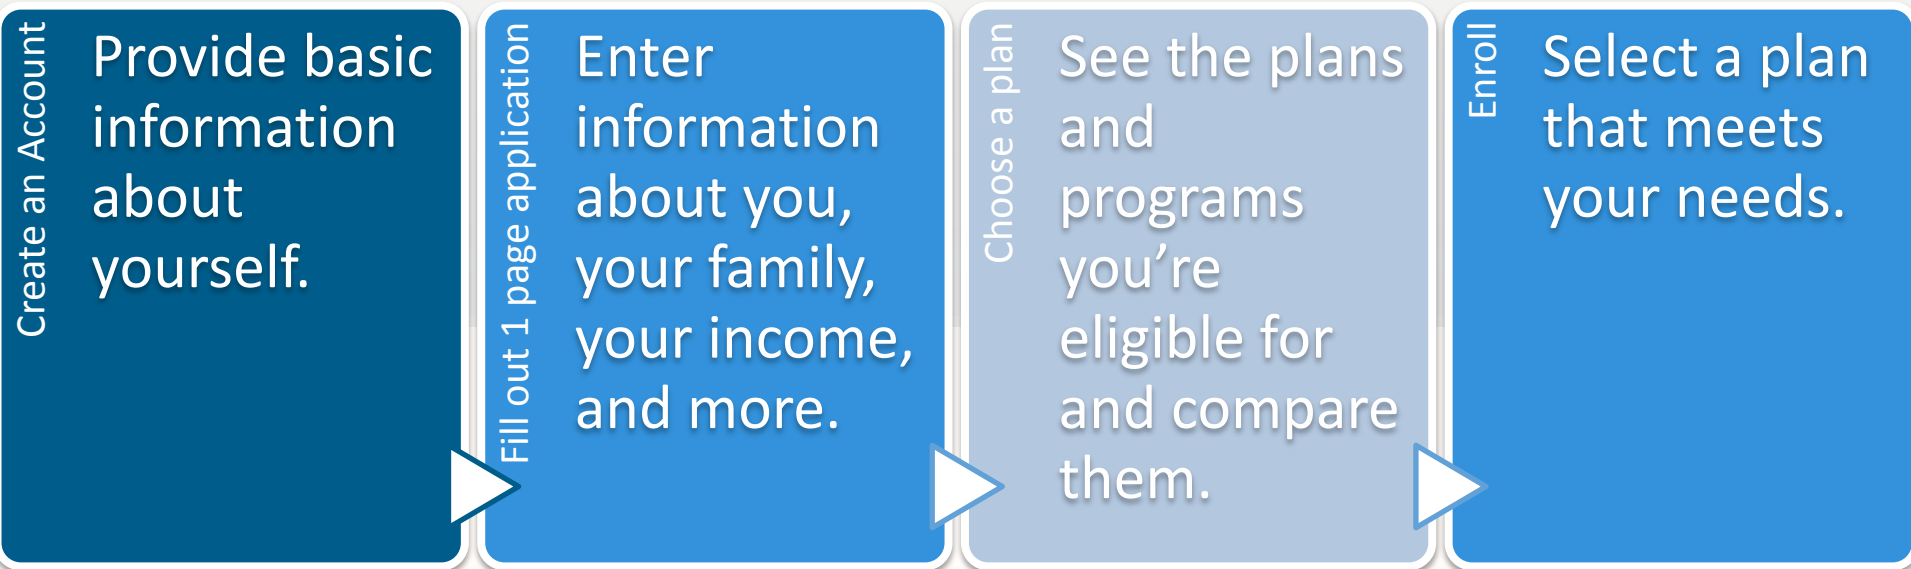 Create an Account
Provide basic
information
about
yourself.
Fill out 1 page application
Enter
information
about you,
your family,
your income,
and more.
Choose a plan
See the plans
and
programs
you’re
eligible for
and compare
them.
Enroll
Select a plan
that meets
your needs.